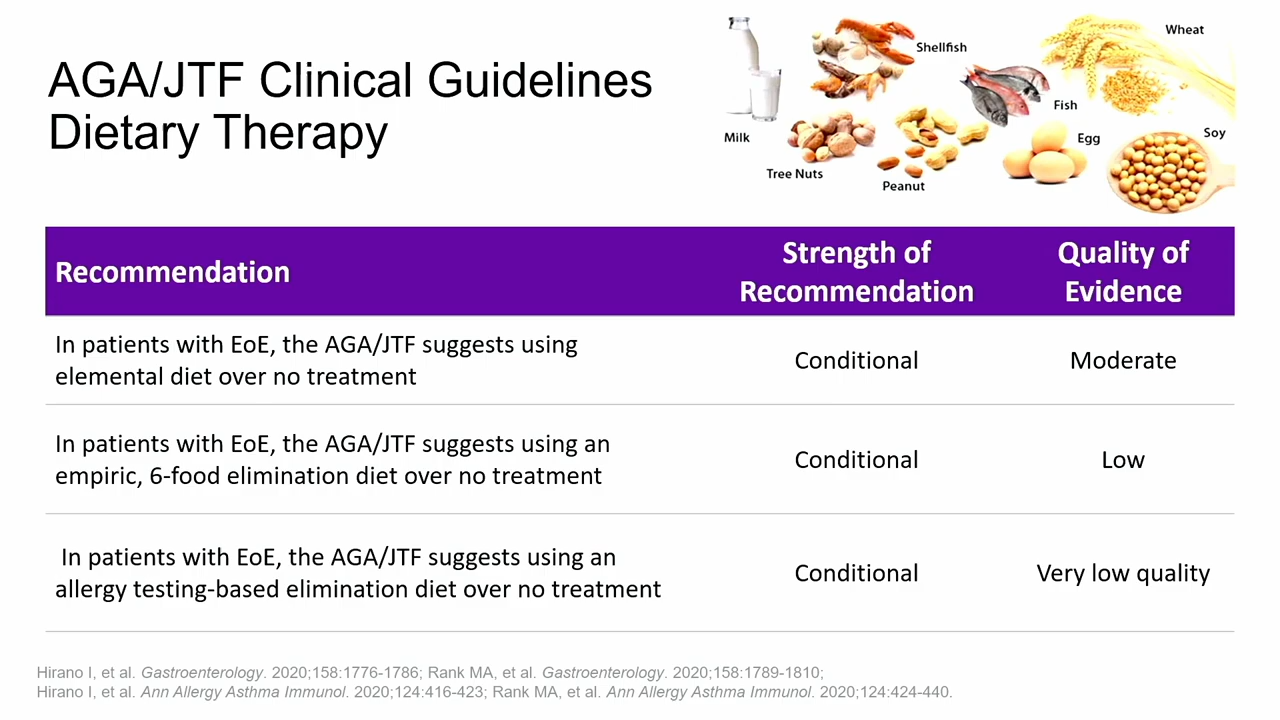 AGA/JTF Clinical Guidelines
Dietary Therapy
Milk
Shellfish
Wheat
Fish
Tree Nuts
Peanut
Egg
Soy
Recommendation
Strength of
Recommendation
Quality of
Evidence
In patients with EoE, the AGA/JTF suggests using
elemental diet over no treatment
Conditional
Moderate
In patients with EoE, the AGA/JTF suggests using an
empiric, 6-food elimination diet over no treatment
Conditional
Low
In patients with EoE, the AGA/JTF suggests using an
allergy testing-based elimination diet over no treatment
Conditional
Very low quality
Hirano I, et al. Gastroenterology. 2020;158:1776-1786; Rank MA, et al. Gastroenterology. 2020;158:1789-1810;
Hirano I, et al. Ann Allergy Asthma Immunol. 2020;124:416-423; Rank MA, et al. Ann Allergy Asthma Immunol. 2020;124:424-440.